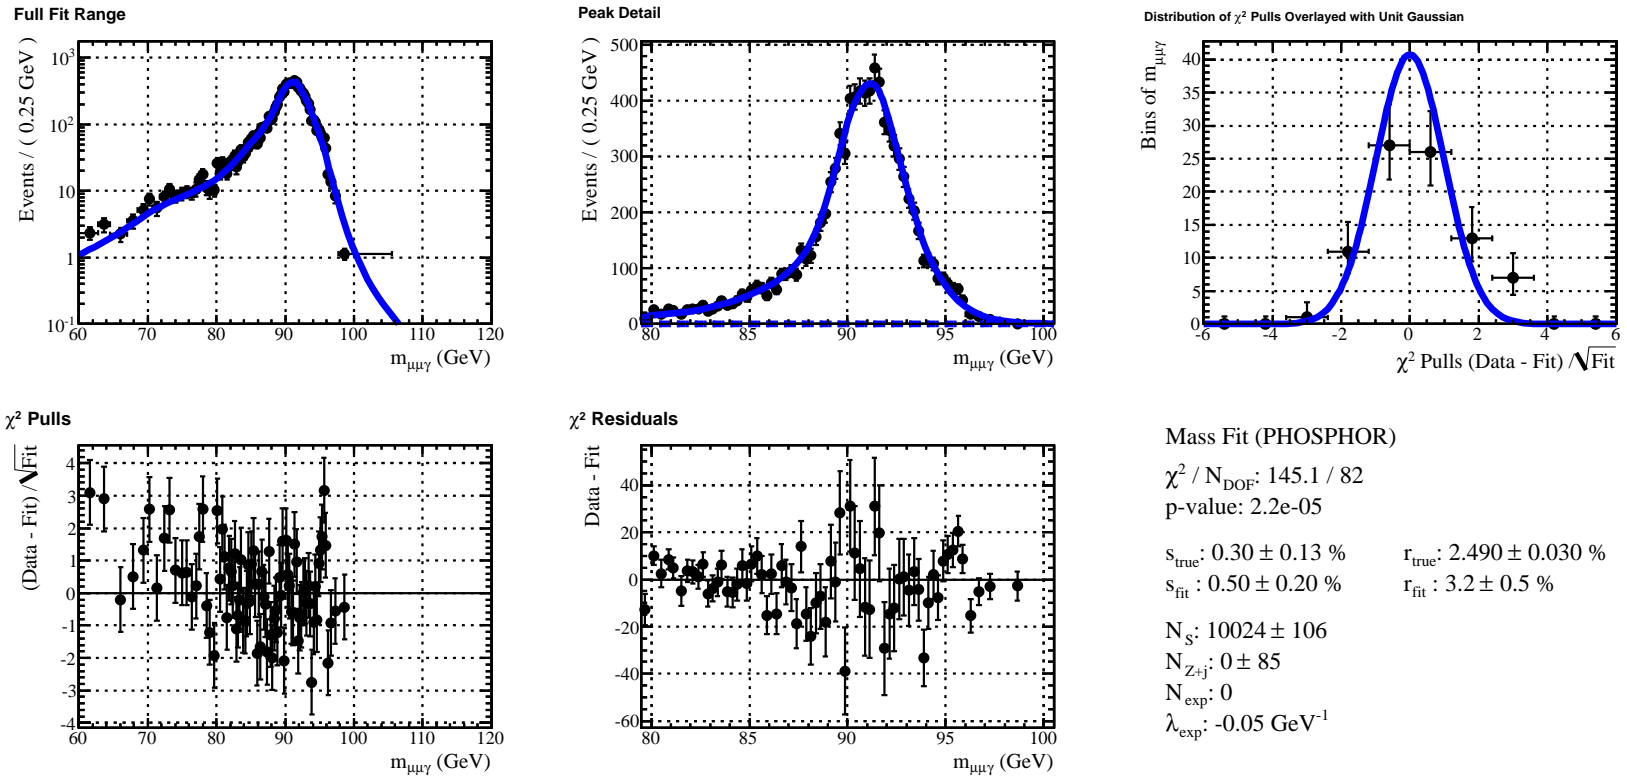 Full Fit Range
Events / ( 0.25 GeV )
10³
10²
10
1
10⁻¹
60 70 80 90 100 110 120
m_μμγ (GeV)
Peak Detail
Events / ( 0.25 GeV )
500
400
300
200
100
0
80 85 90 95 100
m_μμγ (GeV)
Distribution of χ² Pulls Overlayed with Unit Gaussian
Bins of m_μμγ
40
35
30
25
20
15
10
5
0
-6 -4 -2 0 2 4 6
χ² Pulls (Data - Fit) /√Fit
χ² Pulls
(Data - Fit) /√Fit
4
3
2
1
0
-1
-2
-3
-4
60 70 80 90 100 110 120
m_μμγ (GeV)
χ² Residuals
Data - Fit
40
20
0
-20
-40
-60
80 85 90 95 100
m_μμγ (GeV)
Mass Fit (PHOSPHOR)
χ² / N_DOF: 145.1 / 82
p-value: 2.2e-05
s_true: 0.30 ± 0.13 % r_true: 2.490 ± 0.030 %
s_fit : 0.50 ± 0.20 % r_fit : 3.2 ± 0.5 %
N_S: 10024 ± 106
N_Z+j: 0 ± 85
N_exp: 0
λ_exp: -0.05 GeV⁻¹